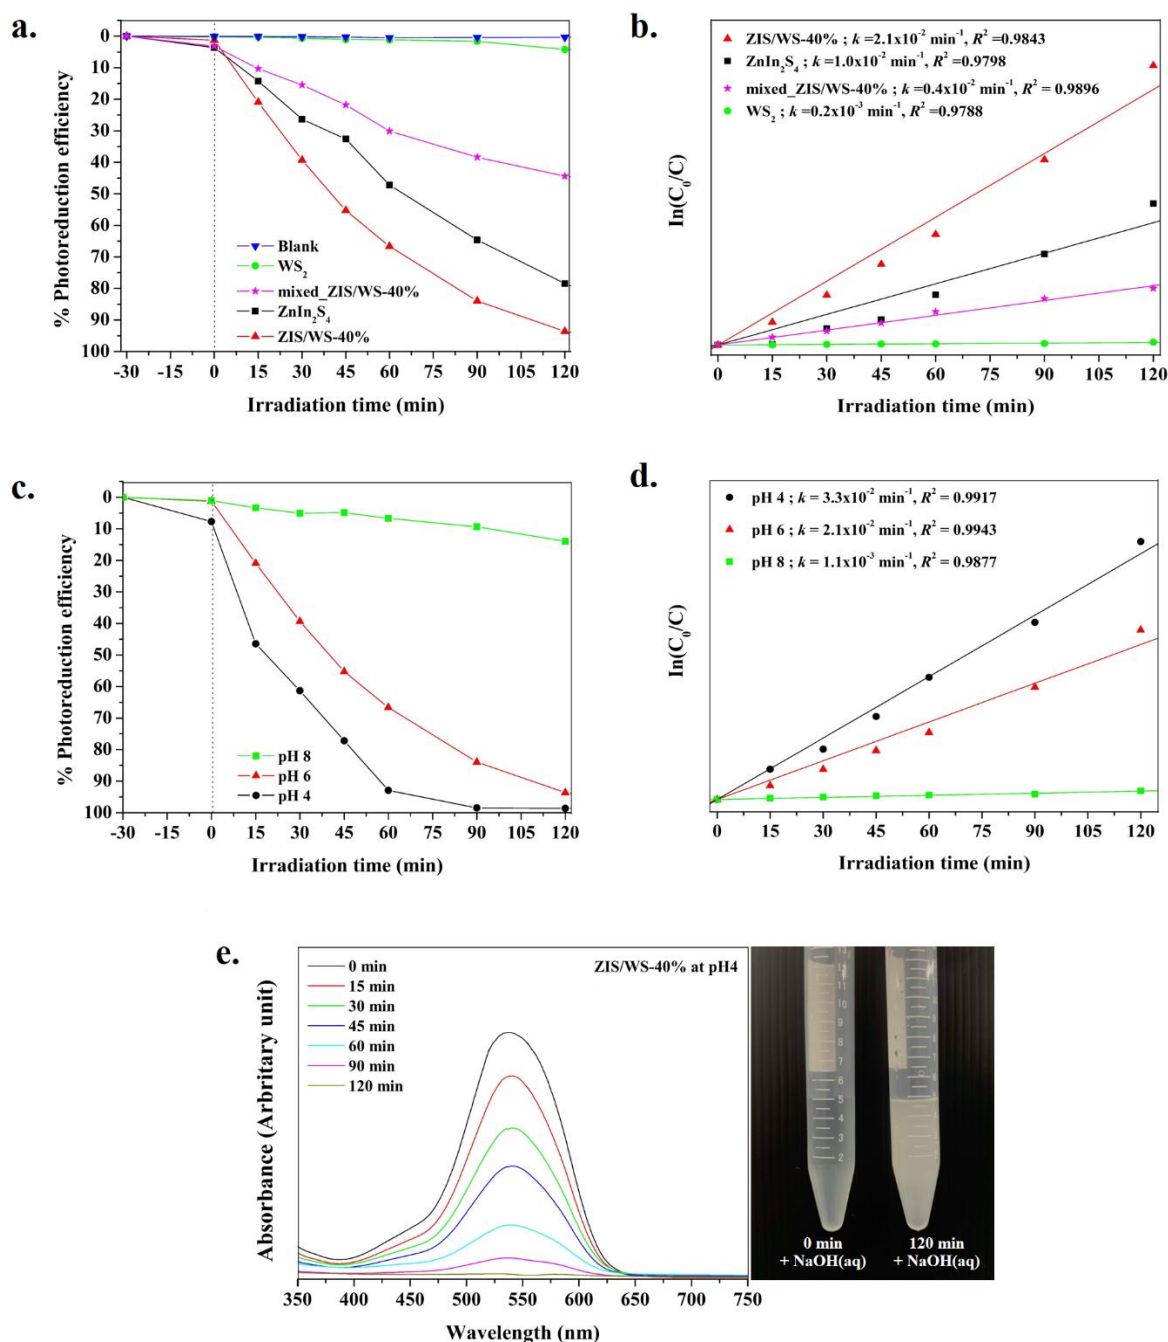 a.
% Photoreduction efficiency
0
10
20
30
40
50
60
70
80
90
100
Blank
WS₂
mixed_ZIS/WS-40%
ZnIn₂S₄
ZIS/WS-40%
-30 -15 0 15 30 45 60 75 90 105 120
Irradiation time (min)
b.
ZIS/WS-40% ; k =2.1x10⁻² min⁻¹, R² =0.9843
ZnIn₂S₄ ; k =1.0x10⁻² min⁻¹, R² =0.9798
mixed_ZIS/WS-40% ; k =0.4x10⁻² min⁻¹, R² =0.9896
WS₂ ; k =0.2x10⁻³ min⁻¹, R² =0.9788
In(C₀/C)
0 15 30 45 60 75 90 105 120
Irradiation time (min)
c.
% Photoreduction efficiency
0
10
20
30
40
50
60
70
80
90
100
pH 8
pH 6
pH 4
-30 -15 0 15 30 45 60 75 90 105 120
Irradiation time (min)
d.
pH 4 ; k = 3.3x10⁻² min⁻¹, R² = 0.9917
pH 6 ; k = 2.1x10⁻² min⁻¹, R² = 0.9943
pH 8 ; k = 1.1x10⁻³ min⁻¹, R² = 0.9877
In(C₀/C)
0 15 30 45 60 75 90 105 120
Irradiation time (min)
e.
Absorbance (Arbritary unit)
0 min
15 min
30 min
45 min
60 min
90 min
120 min
ZIS/WS-40% at pH4
350 400 450 500 550 600 650 700 750
Wavelength (nm)
0 min
+ NaOH(aq)
120 min
+ NaOH(aq)